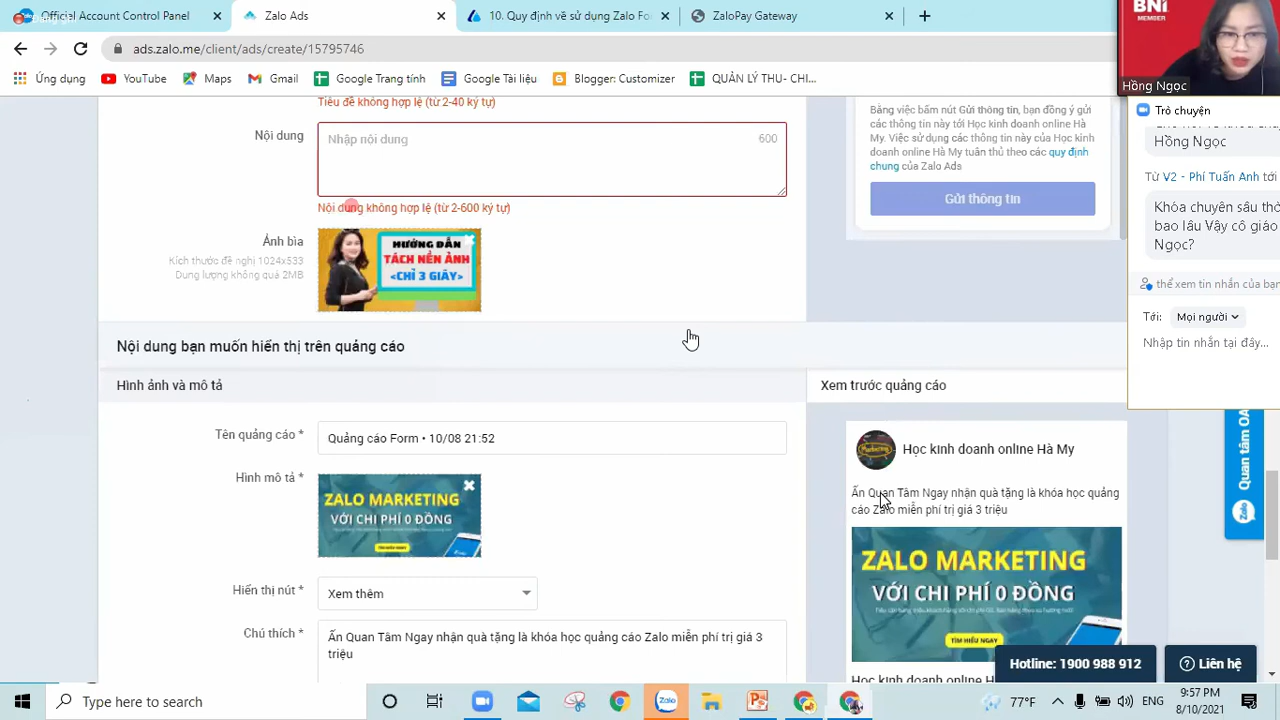 Official Account
Zalo Ads
10. Quy định về sử dụng Zalo Fo
ZaloPay Gateway
ads.zalo.me/client/ads/create/15795746
Ứng dụng
YouTube
Maps
Gmail
Google Trang tính
Google Tài liệu
Blogger: Customizer
QUẢN LÝ THU- CHI...
BNI
MEMBER
Hồng Ngọc
Tiêu đề không hợp lệ (từ 2-40 ký tự)
Nội dung
Nhập nội dung
600
Nội dung không hợp lệ (từ 2-600 ký tự)
Ảnh bìa
Kích thước đề nghị 1024x533
Dung lượng không quá 2MB
HƯỚNG DẪN
TÁCH NỀN ẢNH
<CHỈ 3 GIÂY>
Bằng việc bấm nút Gửi thông tin, bạn đồng ý gửi
các thông tin này tới Học kinh doanh online Hà
My. Việc sử dụng các thông tin này của Học kinh
doanh online Hà My tuân thủ theo các quy định
chung của Zalo Ads
Gửi thông tin
Trò chuyện
Hồng Ngọc
Từ V2 - Phí Tuấn Anh tới
Khóa chuyên sâu thờ
bao lâu Vậy cô giáo
Ngọc?
thể xem tin nhắn của bạn
Tới:
Mọi người
Nhập tin nhắn tại đây...
Nội dung bạn muốn hiển thị trên quảng cáo
Hình ảnh và mô tả
Xem trước quảng cáo
Tên quảng cáo *
Quảng cáo Form • 10/08 21:52
Hình mô tả *
ZALO MARKETING
VỚI CHI PHÍ 0 ĐỒNG
Hiển thị nút *
Xem thêm
Chú thích *
Ấn Quan Tâm Ngay nhận quà tặng là khóa học quảng cáo Zalo miễn phí trị giá 3
triệu
Marketing
Học kinh doanh online Hà My
Ấn Quan Tâm Ngay nhận quà tặng là khóa học quảng
cáo Zalo miễn phí trị giá 3 triệu
ZALO MARKETING
VỚI CHI PHÍ 0 ĐỒNG
TÌM HIỂU NGAY
Học kinh doanh online H
Quan tâm OA
Zalo
Hotline: 1900 988 912
Liên hệ
Type here to search
Zalo
77°F
ENG
9:57 PM
8/10/2021